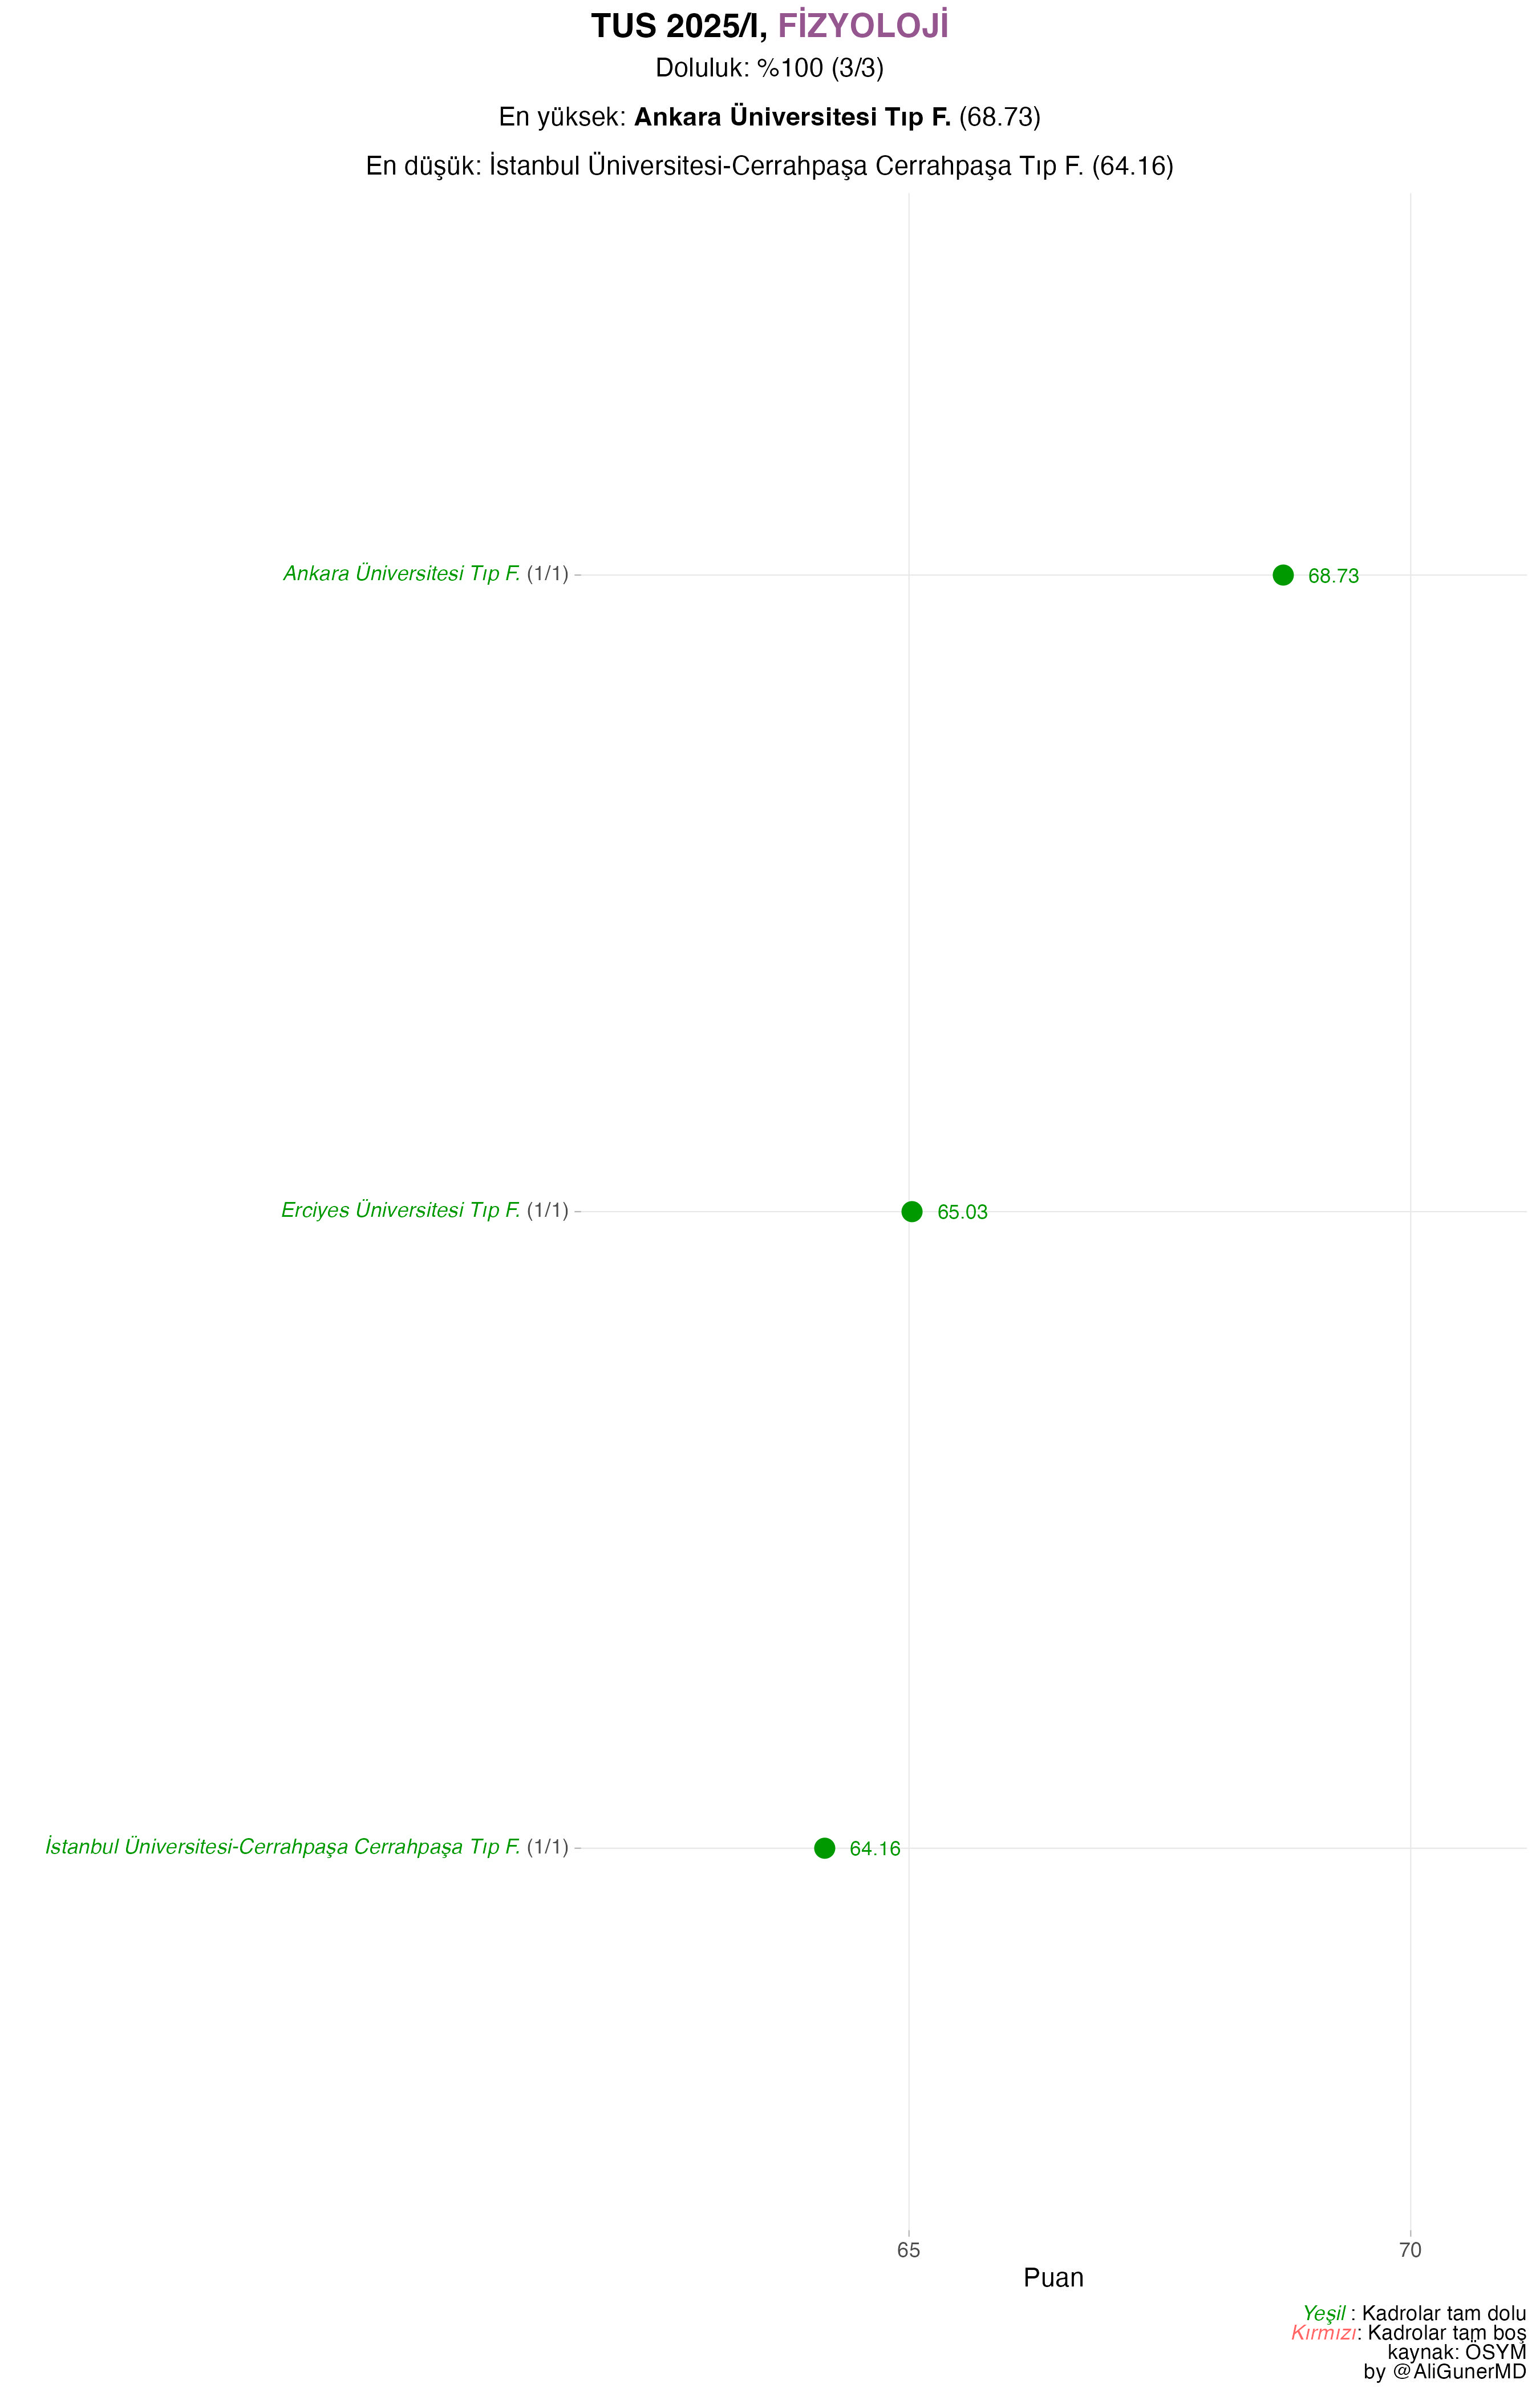 TUS 2025/I, FİZYOLOJİ
Doluluk: %100 (3/3)
En yüksek: Ankara Üniversitesi Tıp F. (68.73)
En düşük: İstanbul Üniversitesi-Cerrahpaşa Cerrahpaşa Tıp F. (64.16)
Ankara Üniversitesi Tıp F. (1/1) 68.73
Erciyes Üniversitesi Tıp F. (1/1) 65.03
İstanbul Üniversitesi-Cerrahpaşa Cerrahpaşa Tıp F. (1/1) 64.16
65 70
Puan
Yeşil : Kadrolar tam dolu
Kırmızı: Kadrolar tam boş
kaynak: ÖSYM
by @AliGunerMD